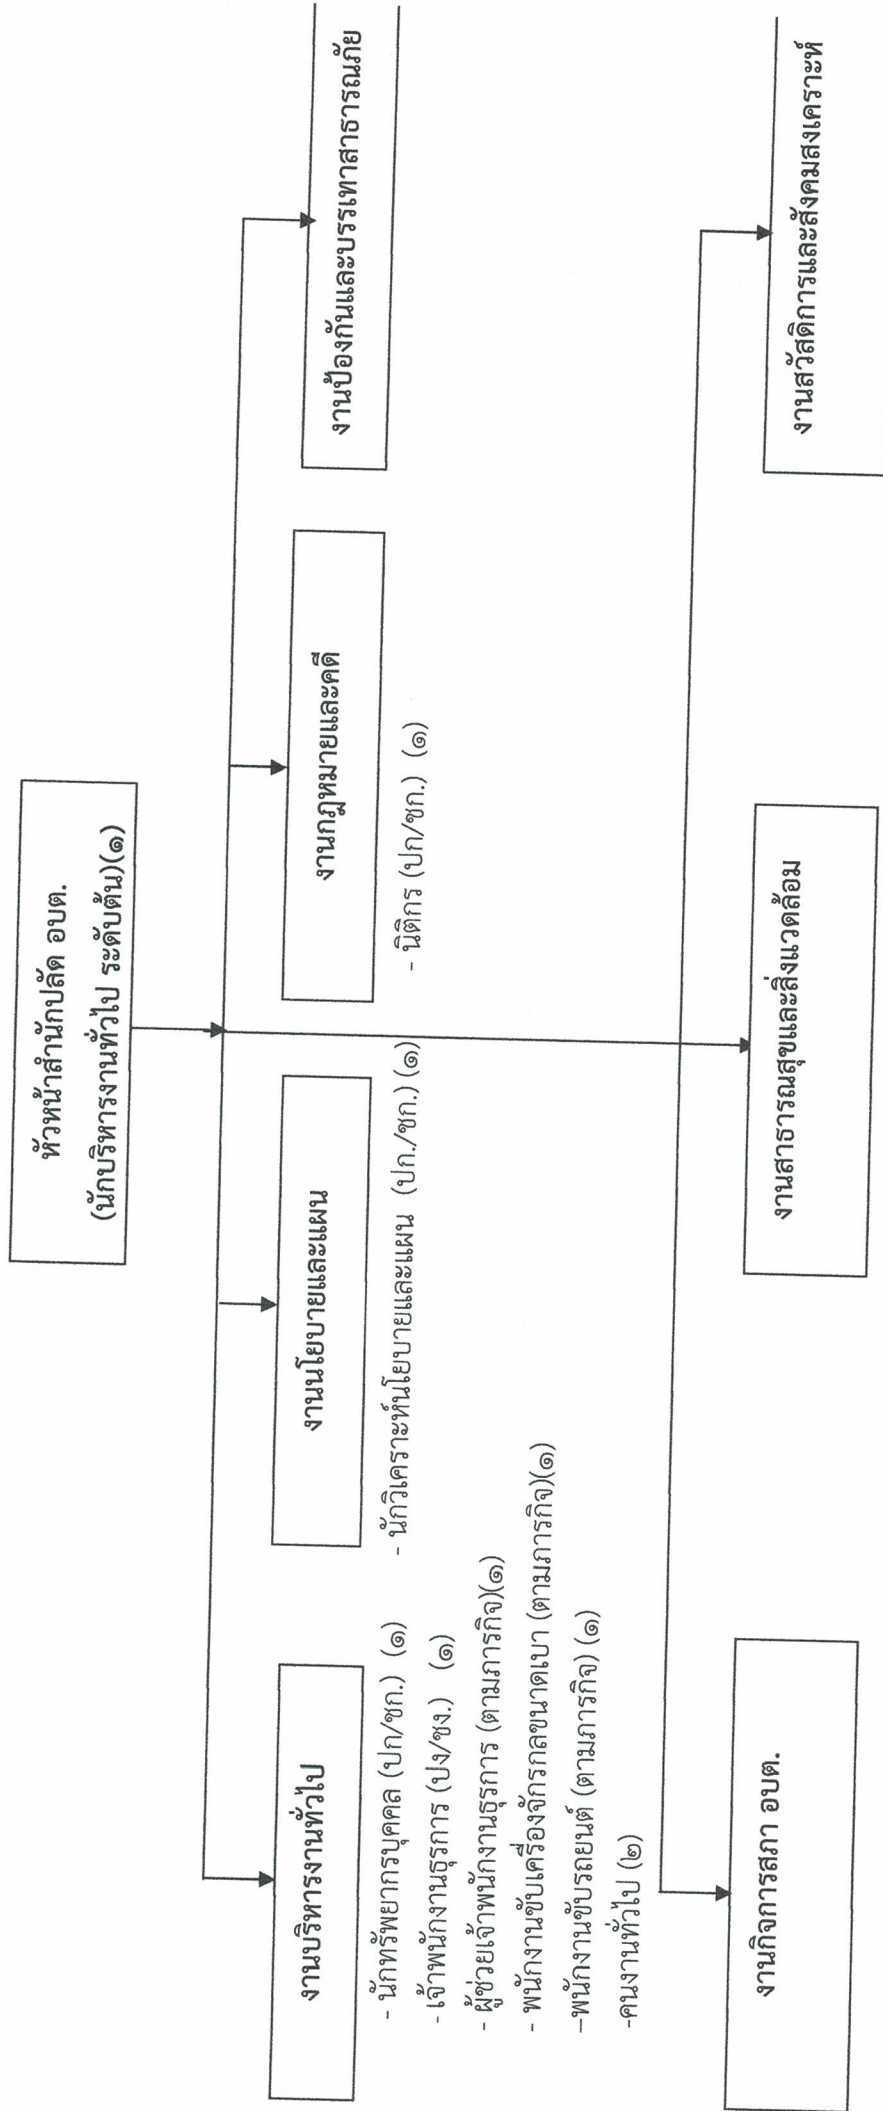 หัวหน้าสำนักปลัด อบต.
(นักบริหารงานทั่วไป ระดับต้น)(๑)
งานบริหารงานทั่วไป
- นักทรัพยากรบุคคล (ปก/ชก.) (๑)
- เจ้าพนักงานธุรการ (ปง/ชง.) (๑)
- ผู้ช่วยเจ้าพนักงานธุรการ (ตามภารกิจ)(๑)
- พนักงานขับเครื่องจักรกลขนาดเบา (ตามภารกิจ)(๑)
–พนักงานขับรถยนต์ (ตามภารกิจ) (๑)
-คนงานทั่วไป (๒)
งานนโยบายและแผน
- นักวิเคราะห์นโยบายและแผน (ปก./ชก.) (๑)
งานกฎหมายและคดี
- นิติกร (ปก/ชก.) (๑)
งานป้องกันและบรรเทาสาธารณภัย
งานกิจการสภา อบต.
งานสาธารณสุขและสิ่งแวดล้อม
งานสวัสดิการและสังคมสงเคราะห์